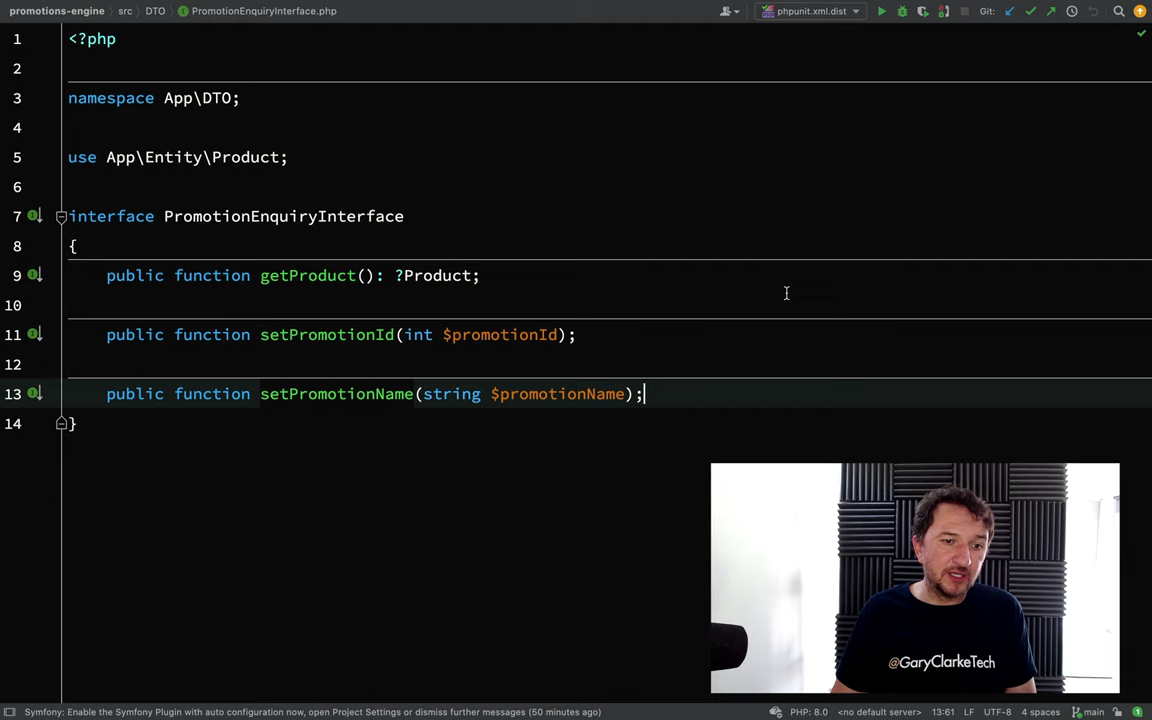 promotions-engine src DTO PromotionEnquiryInterface.php phpunit.xml.dist Git:
1 <?php
2
3 namespace App\DTO;
4
5 use App\Entity\Product;
6
7 interface PromotionEnquiryInterface
8 {
9 public function getProduct(): ?Product;
10
11 public function setPromotionId(int $promotionId);
12
13 public function setPromotionName(string $promotionName);
14 }
@GaryClarkeTech
Symfony: Enable the Symfony Plugin with auto configuration now, open Project Settings or dismiss further messages (50 minutes ago) PHP: 8.0 <no default server> 13:61 LF UTF-8 4 spaces main 1